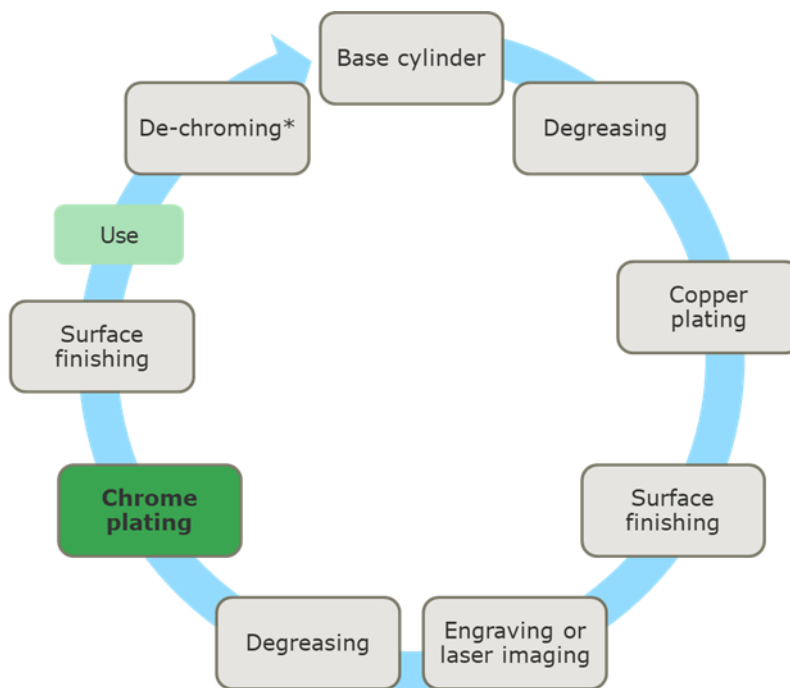 Base cylinder
Degreasing
Copper
plating
Surface
finishing
Engraving or
laser imaging
Degreasing
Chrome
plating
Surface
finishing
Use
De-chroming*